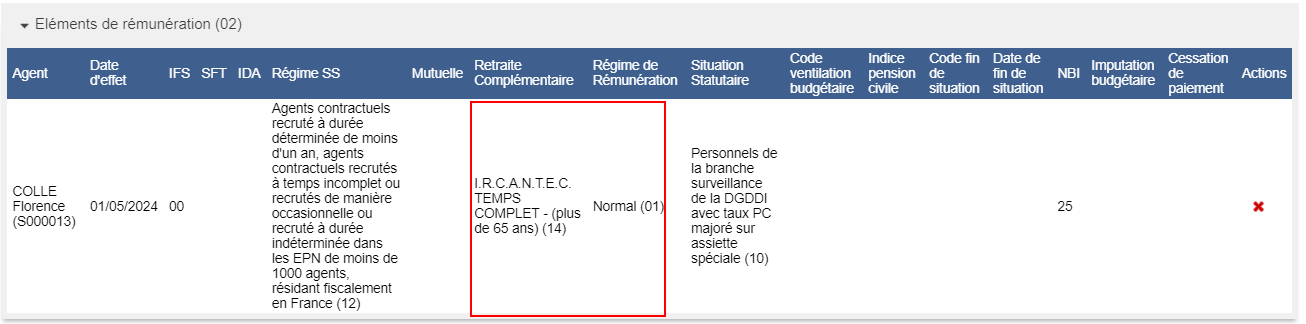 Eléments de rémunération (02)
Agent
Date
d'effet
IFS
SFT
IDA
Régime SS
Mutuelle
Retraite
Complémentaire
Régime de
Rémunération
Situation
Statutaire
Code
ventilation
budgétaire
Indice
pension
civile
Code fin
de
situation
Date de
fin de
situation
NBI
Imputation
budgétaire
Cessation
de
paiement
Actions
COLLE
Florence
(S000013)
01/05/2024
00
Agents contractuels
recruté à durée
déterminée de moins
d'un an, agents
contractuels recrutés
à temps incomplet ou
recrutés de manière
occasionnelle ou
recruté à durée
indéterminée dans
les EPN de moins de
1000 agents,
résidant fiscalement
en France (12)
I.R.C.A.N.T.E.C.
TEMPS
COMPLET - (plus
de 65 ans) (14)
Normal (01)
Personnels de
la branche
surveillance
de la DGDDI
avec taux PC
majoré sur
assiette
spéciale (10)
25